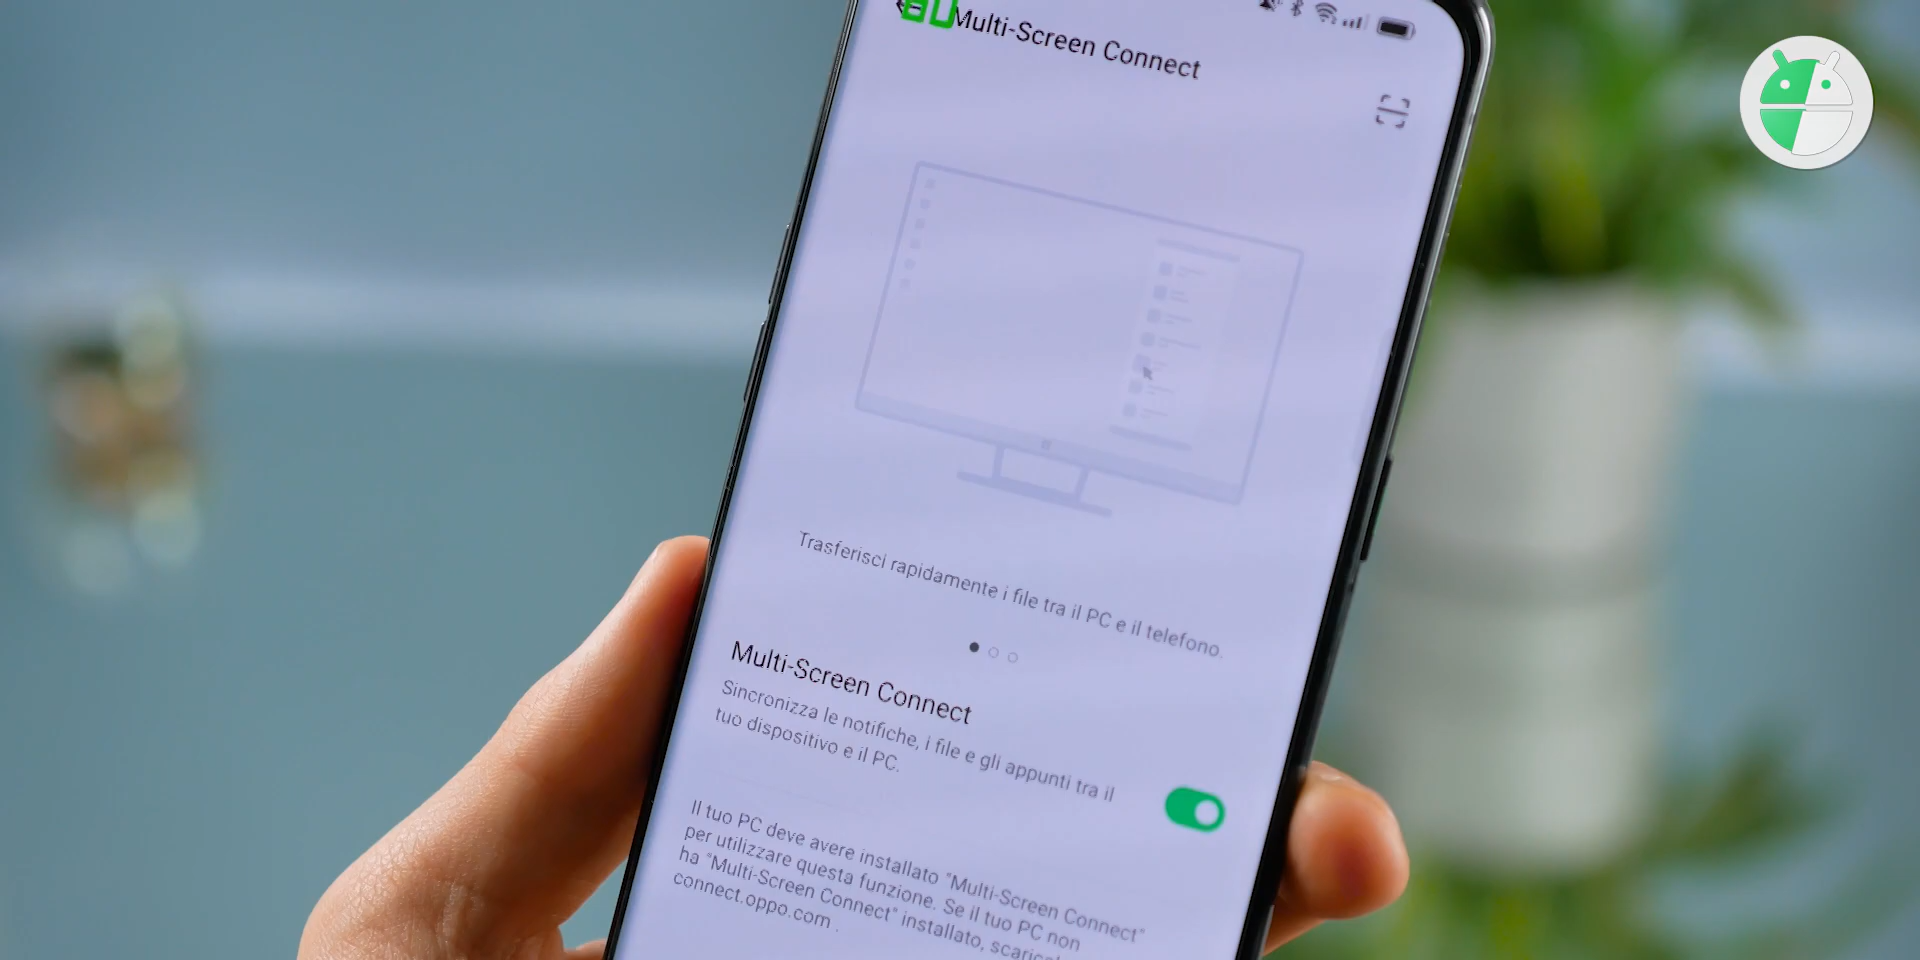 Multi-Screen Connect
Trasferisci rapidamente i file tra il PC e il telefono.
Multi-Screen Connect
Sincronizza le notifiche, i file e gli appunti tra il
tuo dispositivo e il PC.
Il tuo PC deve avere installato "Multi-Screen Connect"
per utilizzare questa funzione. Se il tuo PC non
ha "Multi-Screen Connect" installato,
connect.oppo.com .